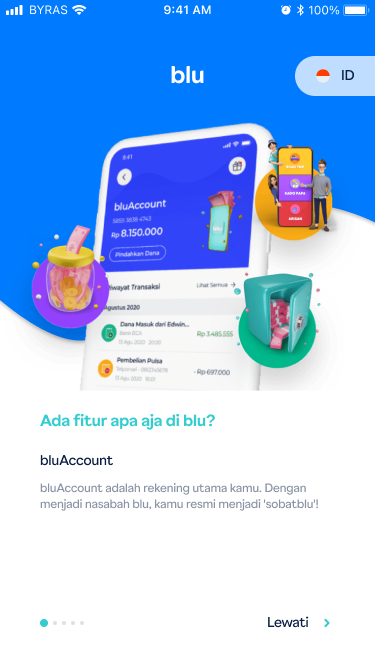 BYRAS 9:41 AM 100%
blu
ID
9:41
bluAccount
5893 3838 4743
Rp 8.150.000
Pindahkan Dana
Riwayat Transaksi Lihat Semua
Agustus 2020
Dana Masuk dari Edwin...
Bank BCA
13 Agu 2020
Rp 3.485.555
Pembelian Pulsa
13 Agu 2020
- Rp 697.000
Ada fitur apa aja di blu?
bluAccount
bluAccount adalah rekening utama kamu. Dengan
menjadi nasabah blu, kamu resmi menjadi 'sobatblu'!
Lewati